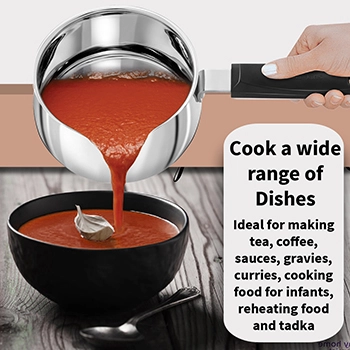 Cook a wide
range of
Dishes
Ideal for making
tea, coffee,
sauces, gravies,
curries, cooking
food for infants,
reheating food
and tadka